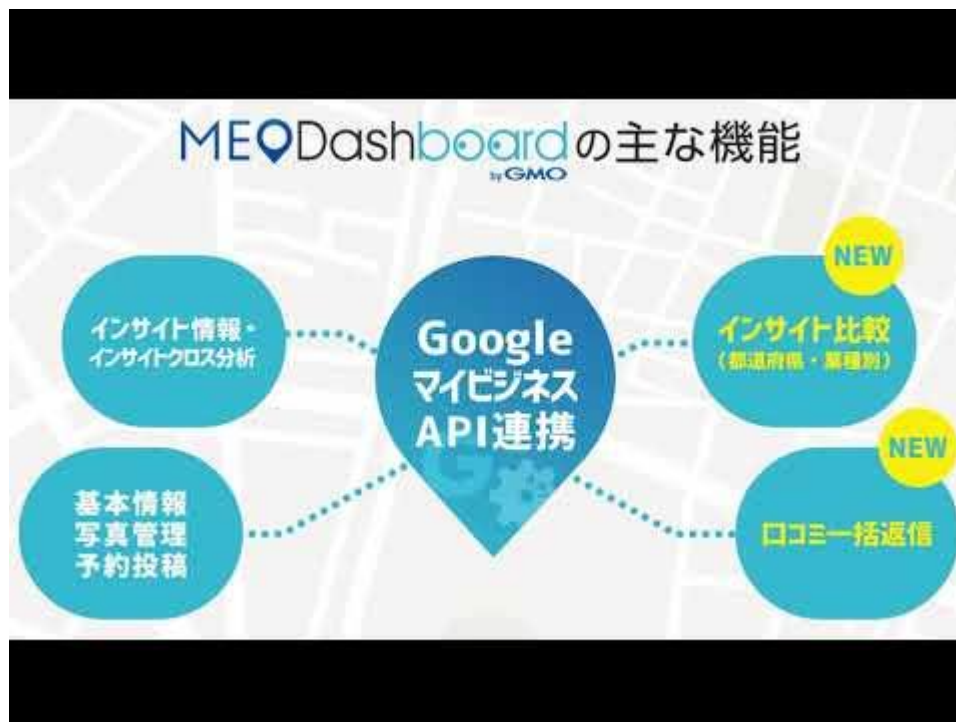 MEODashboardの主な機能
by GMO
インサイト情報・
インサイトクロス分析
Google
マイビジネス
API連携
NEW
インサイト比較
（都道府県・業種別）
基本情報
写真管理
予約投稿
NEW
口コミ一括返信